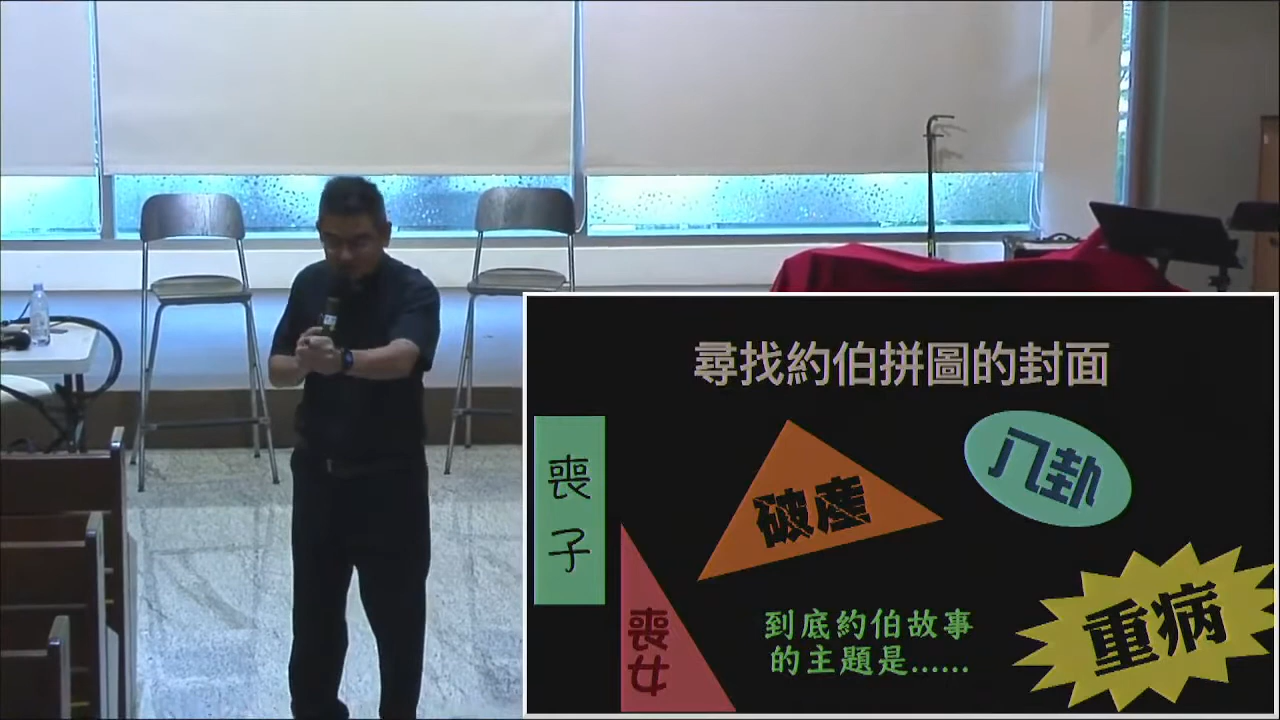 尋找約伯拼圖的封面
喪
子
破產
八卦
喪
女
到底約伯故事
的主題是......
重病